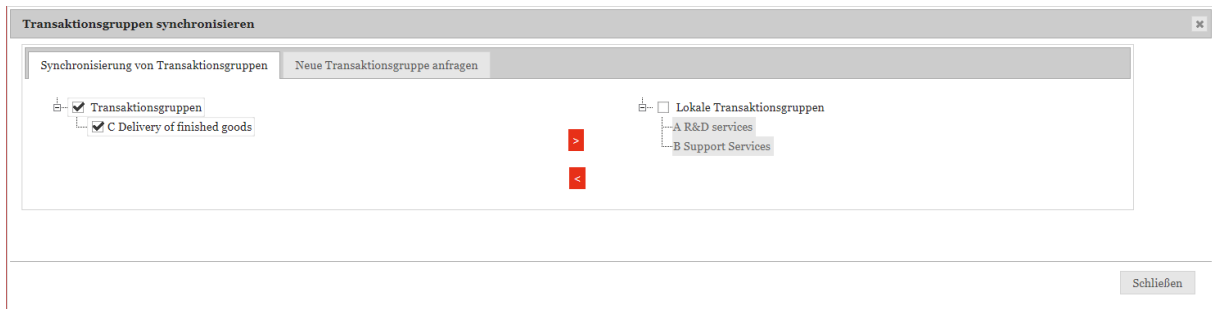 Transaktionsgruppen synchronisieren
Synchronisierung von Transaktionsgruppen
Neue Transaktionsgruppe anfragen
Transaktionsgruppen
C Delivery of finished goods
>
<
Lokale Transaktionsgruppen
A R&D services
B Support Services
Schließen